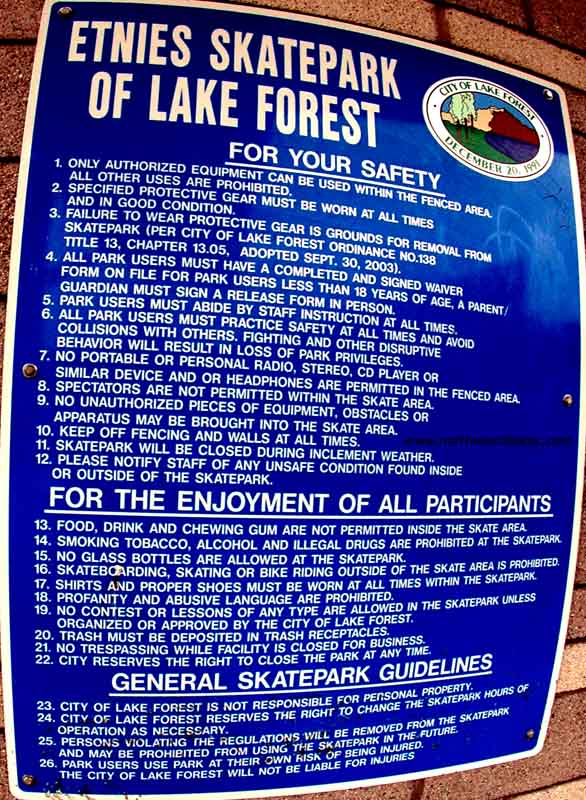 ETNIES SKATEPARK
OF LAKE FOREST
CITY OF LAKE FOREST
DECEMBER 20, 1991
FOR YOUR SAFETY
1. ONLY AUTHORIZED EQUIPMENT CAN BE USED WITHIN THE FENCED AREA.
ALL OTHER USES ARE PROHIBITED.
2. SPECIFIED PROTECTIVE GEAR MUST BE WORN AT ALL TIMES
AND IN GOOD CONDITION.
3. FAILURE TO WEAR PROTECTIVE GEAR IS GROUNDS FOR REMOVAL FROM
SKATEPARK (PER CITY OF LAKE FOREST ORDINANCE NO.138
TITLE 13, CHAPTER 13.05, ADOPTED SEPT. 30, 2003).
4. ALL PARK USERS MUST HAVE A COMPLETED AND SIGNED WAIVER
FORM ON FILE FOR PARK USERS LESS THAN 18 YEARS OF AGE, A PARENT/
GUARDIAN MUST SIGN A RELEASE FORM IN PERSON.
5. PARK USERS MUST ABIDE BY STAFF INSTRUCTION AT ALL TIMES.
6. ALL PARK USERS MUST PRACTICE SAFETY AT ALL TIMES AND AVOID
COLLISIONS WITH OTHERS. FIGHTING AND OTHER DISRUPTIVE
BEHAVIOR WILL RESULT IN LOSS OF PARK PRIVILEGES.
7. NO PORTABLE OR PERSONAL RADIO, STEREO, CD PLAYER OR
SIMILAR DEVICE AND OR HEADPHONES ARE PERMITTED IN THE FENCED AREA.
8. SPECTATORS ARE NOT PERMITTED WITHIN THE SKATE AREA.
9. NO UNAUTHORIZED PIECES OF EQUIPMENT, OBSTACLES OR
APPARATUS MAY BE BROUGHT INTO THE SKATE AREA.
10. KEEP OFF FENCING AND WALLS AT ALL TIMES.
11. SKATEPARK WILL BE CLOSED DURING INCLEMENT WEATHER.
12. PLEASE NOTIFY STAFF OF ANY UNSAFE CONDITION FOUND INSIDE
OR OUTSIDE OF THE SKATEPARK.
FOR THE ENJOYMENT OF ALL PARTICIPANTS
13. FOOD, DRINK AND CHEWING GUM ARE NOT PERMITTED INSIDE THE SKATE AREA.
14. SMOKING TOBACCO, ALCOHOL AND ILLEGAL DRUGS ARE PROHIBITED AT THE SKATEPARK.
15. NO GLASS BOTTLES ARE ALLOWED AT THE SKATEPARK.
16. SKATEBOARDING, SKATING OR BIKE RIDING OUTSIDE OF THE SKATE AREA IS PROHIBITED.
17. SHIRTS AND PROPER SHOES MUST BE WORN AT ALL TIMES WITHIN THE SKATEPARK.
18. PROFANITY AND ABUSIVE LANGUAGE ARE PROHIBITED.
19. NO CONTEST OR LESSONS OF ANY TYPE ARE ALLOWED IN THE SKATEPARK UNLESS
ORGANIZED OR APPROVED BY THE CITY OF LAKE FOREST.
20. TRASH MUST BE DEPOSITED IN TRASH RECEPTACLES.
21. NO TRESPASSING WHILE FACILITY IS CLOSED FOR BUSINESS.
22. CITY RESERVES THE RIGHT TO CLOSE THE PARK AT ANY TIME.
GENERAL SKATEPARK GUIDELINES
23. CITY OF LAKE FOREST IS NOT RESPONSIBLE FOR PERSONAL PROPERTY.
24. CITY OF LAKE FOREST RESERVES THE RIGHT TO CHANGE THE SKATEPARK HOURS OF
OPERATION AS NECESSARY.
25. PERSONS VIOLATING THE REGULATIONS WILL BE REMOVED FROM THE SKATEPARK
AND MAY BE PROHIBITED FROM USING THE SKATEPARK IN THE FUTURE.
26. PARK USERS USE PARK AT THEIR OWN RISK OF BEING INJURED.
THE CITY OF LAKE FOREST WILL NOT BE LIABLE FOR INJURIES